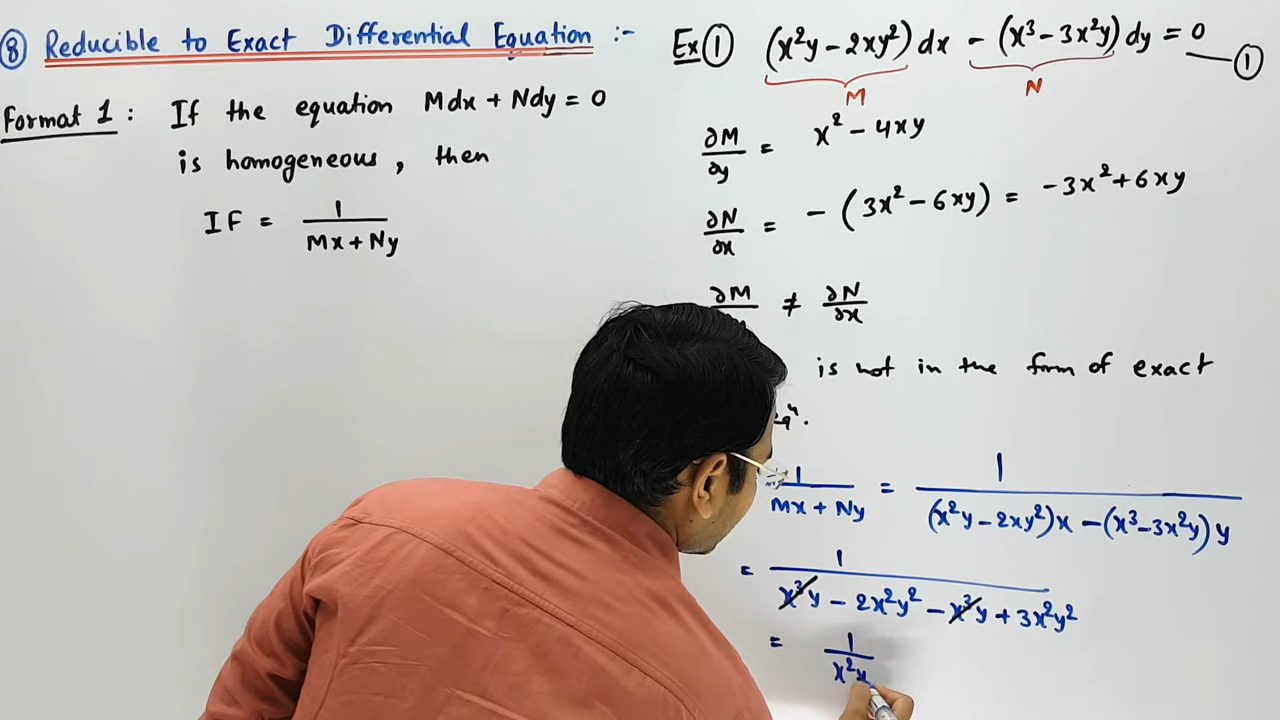 ⑧ Reducible to Exact Differential Equation :-
Format 1 : If the equation Mdx + Ndy = 0
is homogeneous, then
IF = 1/(Mx + Ny)
Ex ① (x²y - 2xy²) dx - (x³ - 3x²y) dy = 0 — ①
M N
∂M/∂y = x² - 4xy
∂N/∂x = - (3x² - 6xy) = -3x² + 6xy
∂M ≠ ∂N/∂x
is not in the form of exact
1/(Mx + Ny) = 1/((x²y - 2xy²)x - (x³ - 3x²y)y)
= 1/(x³y - 2x²y² - x³y + 3x²y²)
= 1/(x²y